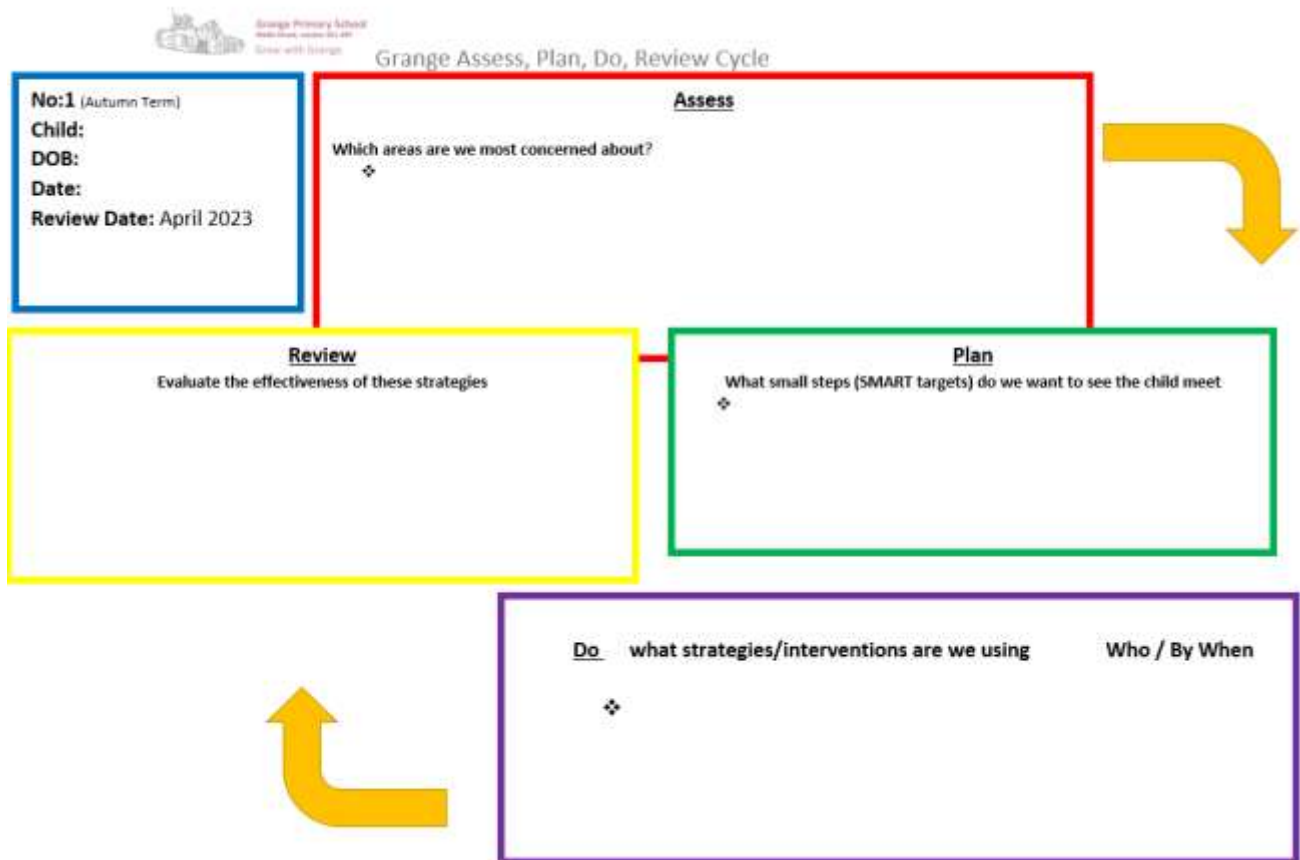 Grange Primary School
Grow with Grange
Grange Assess, Plan, Do, Review Cycle
No:1 (Autumn Term)
Child:
DOB:
Date:
Review Date: April 2023
Assess
Which areas are we most concerned about?
Review
Evaluate the effectiveness of these strategies
Plan
What small steps (SMART targets) do we want to see the child meet
Do what strategies/interventions are we using Who / By When